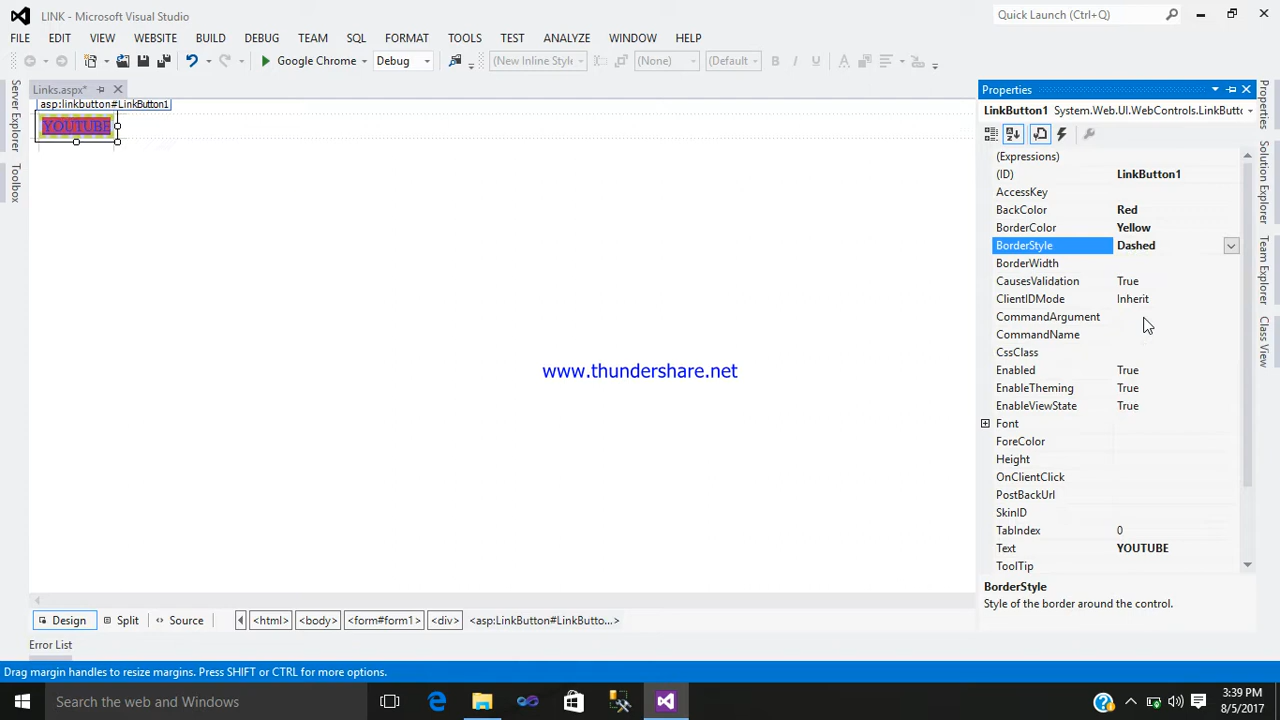 LINK - Microsoft Visual Studio
Quick Launch (Ctrl+Q)
FILE EDIT VIEW WEBSITE BUILD DEBUG TEAM SQL FORMAT TOOLS TEST ANALYZE WINDOW HELP
Google Chrome Debug (New Inline Style (None) (Default B I U A
Links.aspx*
asp:linkbutton#LinkButton1
YOUTUBE
Server Explorer
Toolbox
www.thundershare.net
Properties
LinkButton1 System.Web.UI.WebControls.LinkButto
(Expressions)
(ID) LinkButton1
AccessKey
BackColor Red
BorderColor Yellow
BorderStyle Dashed
BorderWidth
CausesValidation True
ClientIDMode Inherit
CommandArgument
CommandName
CssClass
Enabled True
EnableTheming True
EnableViewState True
Font
ForeColor
Height
OnClientClick
PostBackUrl
SkinID
TabIndex 0
Text YOUTUBE
ToolTip
BorderStyle
Style of the border around the control.
Properties
Solution Explorer
Team Explorer
Class View
Design Split Source <html> <body> <form#form1> <div> <asp:LinkButton#LinkButto...>
Error List
Drag margin handles to resize margins. Press SHIFT or CTRL for more options.
Search the web and Windows
3:39 PM
8/5/2017